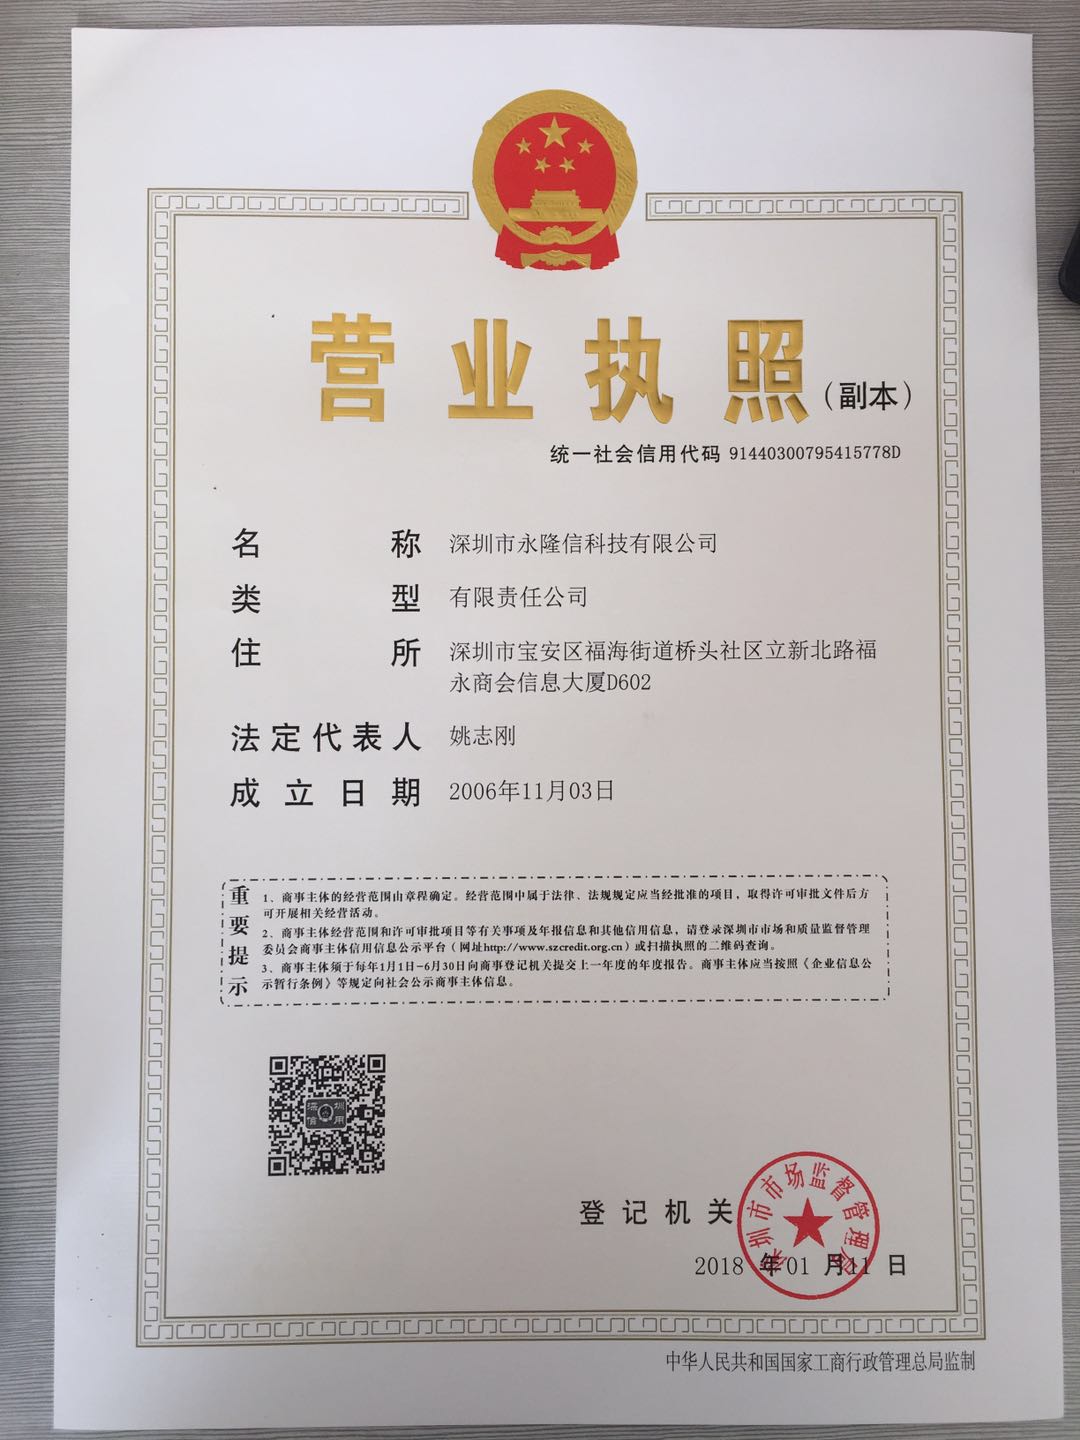 营业执照（副本）
统一社会信用代码 91440300795415778D
名称 深圳市永隆信科技有限公司
类型 有限责任公司
住所 深圳市宝安区福海街道桥头社区立新北路福
永商会信息大厦D602
法定代表人 姚志刚
成立日期 2006年11月03日
重要提示
1、商事主体的经营范围由章程确定。经营范围中属于法律、法规规定应当经批准的项目，取得许可审批文件后方
可开展相关经营活动。
2、商事主体经营范围和许可审批项目等有关事项及年报信息和其他信用信息，请登录深圳市市场和质量监督管理
委员会商事主体信用信息公示平台（网址http://www.szcredit.org.cn）或扫描执照的二维码查询。
3、商事主体须于每年1月1日-6月30日向商事登记机关提交上一年度的年度报告。商事主体应当按照《企业信息公
示暂行条例》等规定向社会公示商事主体信息。
深圳
信用
登记机关
深圳市市场监督管理局
2018 年 01 月 11 日
中华人民共和国国家工商行政管理总局监制